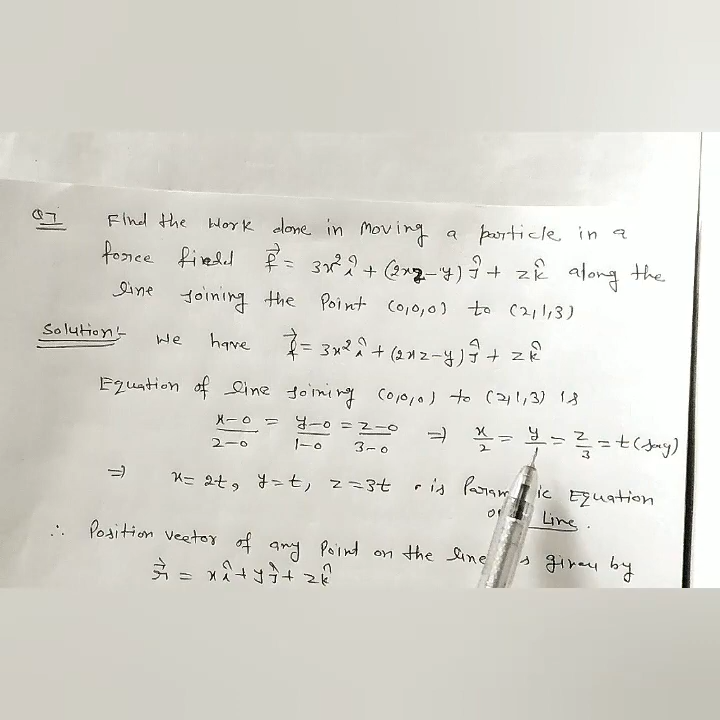 Q7 Find the work done in moving a particle in a
force field f⃗ = 3x²î + (2xz-y)ĵ + zk̂ along the
line joining the point (0,0,0) to (2,1,3)
Solution:- We have f⃗ = 3x²î + (2xz-y)ĵ + zk̂
Equation of line joining (0,0,0) to (2,1,3) is
x-0/2-0 = y-0/1-0 = z-0/3-0 ⇒ x/2 = y/1 = z/3 = t (say)
⇒ x = 2t, y = t, z = 3t is Equation
Line.
∴ Position vector of any point on the line given by
r⃗ = xî + yĵ + zk̂